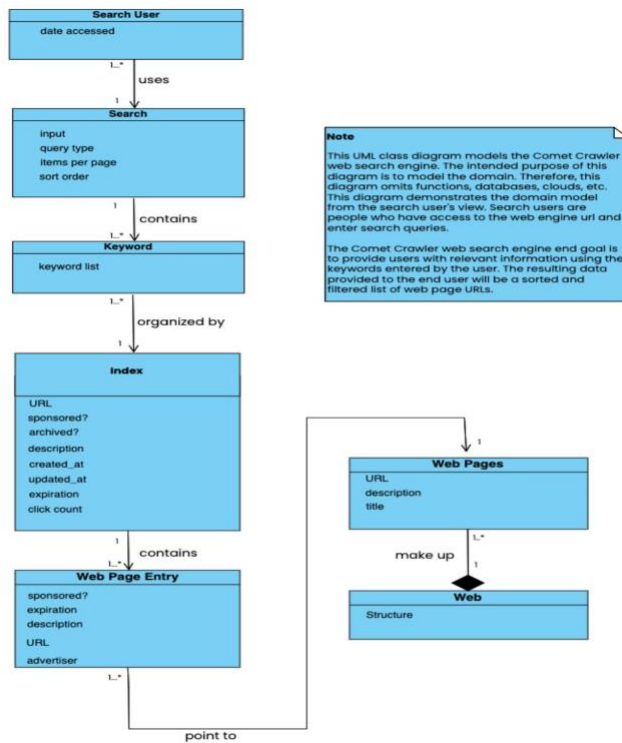 Search User
date accessed
1...*
uses
1
Search
input
query type
items per page
sort order
1
contains
1...*
Keyword
keyword list
1...*
organized by
1
Index
URL
sponsored?
archived?
description
created_at
updated_at
expiration
click count
1
contains
1...*
Web Page Entry
sponsored?
expiration
description
URL
advertiser
1...*
point to
Note
This UML class diagram models the Comet Crawler
web search engine. The intended purpose of this
diagram is to model the domain. Therefore, this
diagram omits functions, databases, clouds, etc.
This diagram demonstrates the domain model
from the search user's view. Search users are
people who have access to the web engine url and
enter search queries.
The Comet Crawler web search engine end goal is
to provide users with relevant information using the
keywords entered by the user. The resulting data
provided to the end user will be a sorted and
filtered list of web page URLs.
1
Web Pages
URL
description
title
1...*
make up
1
Web
Structure